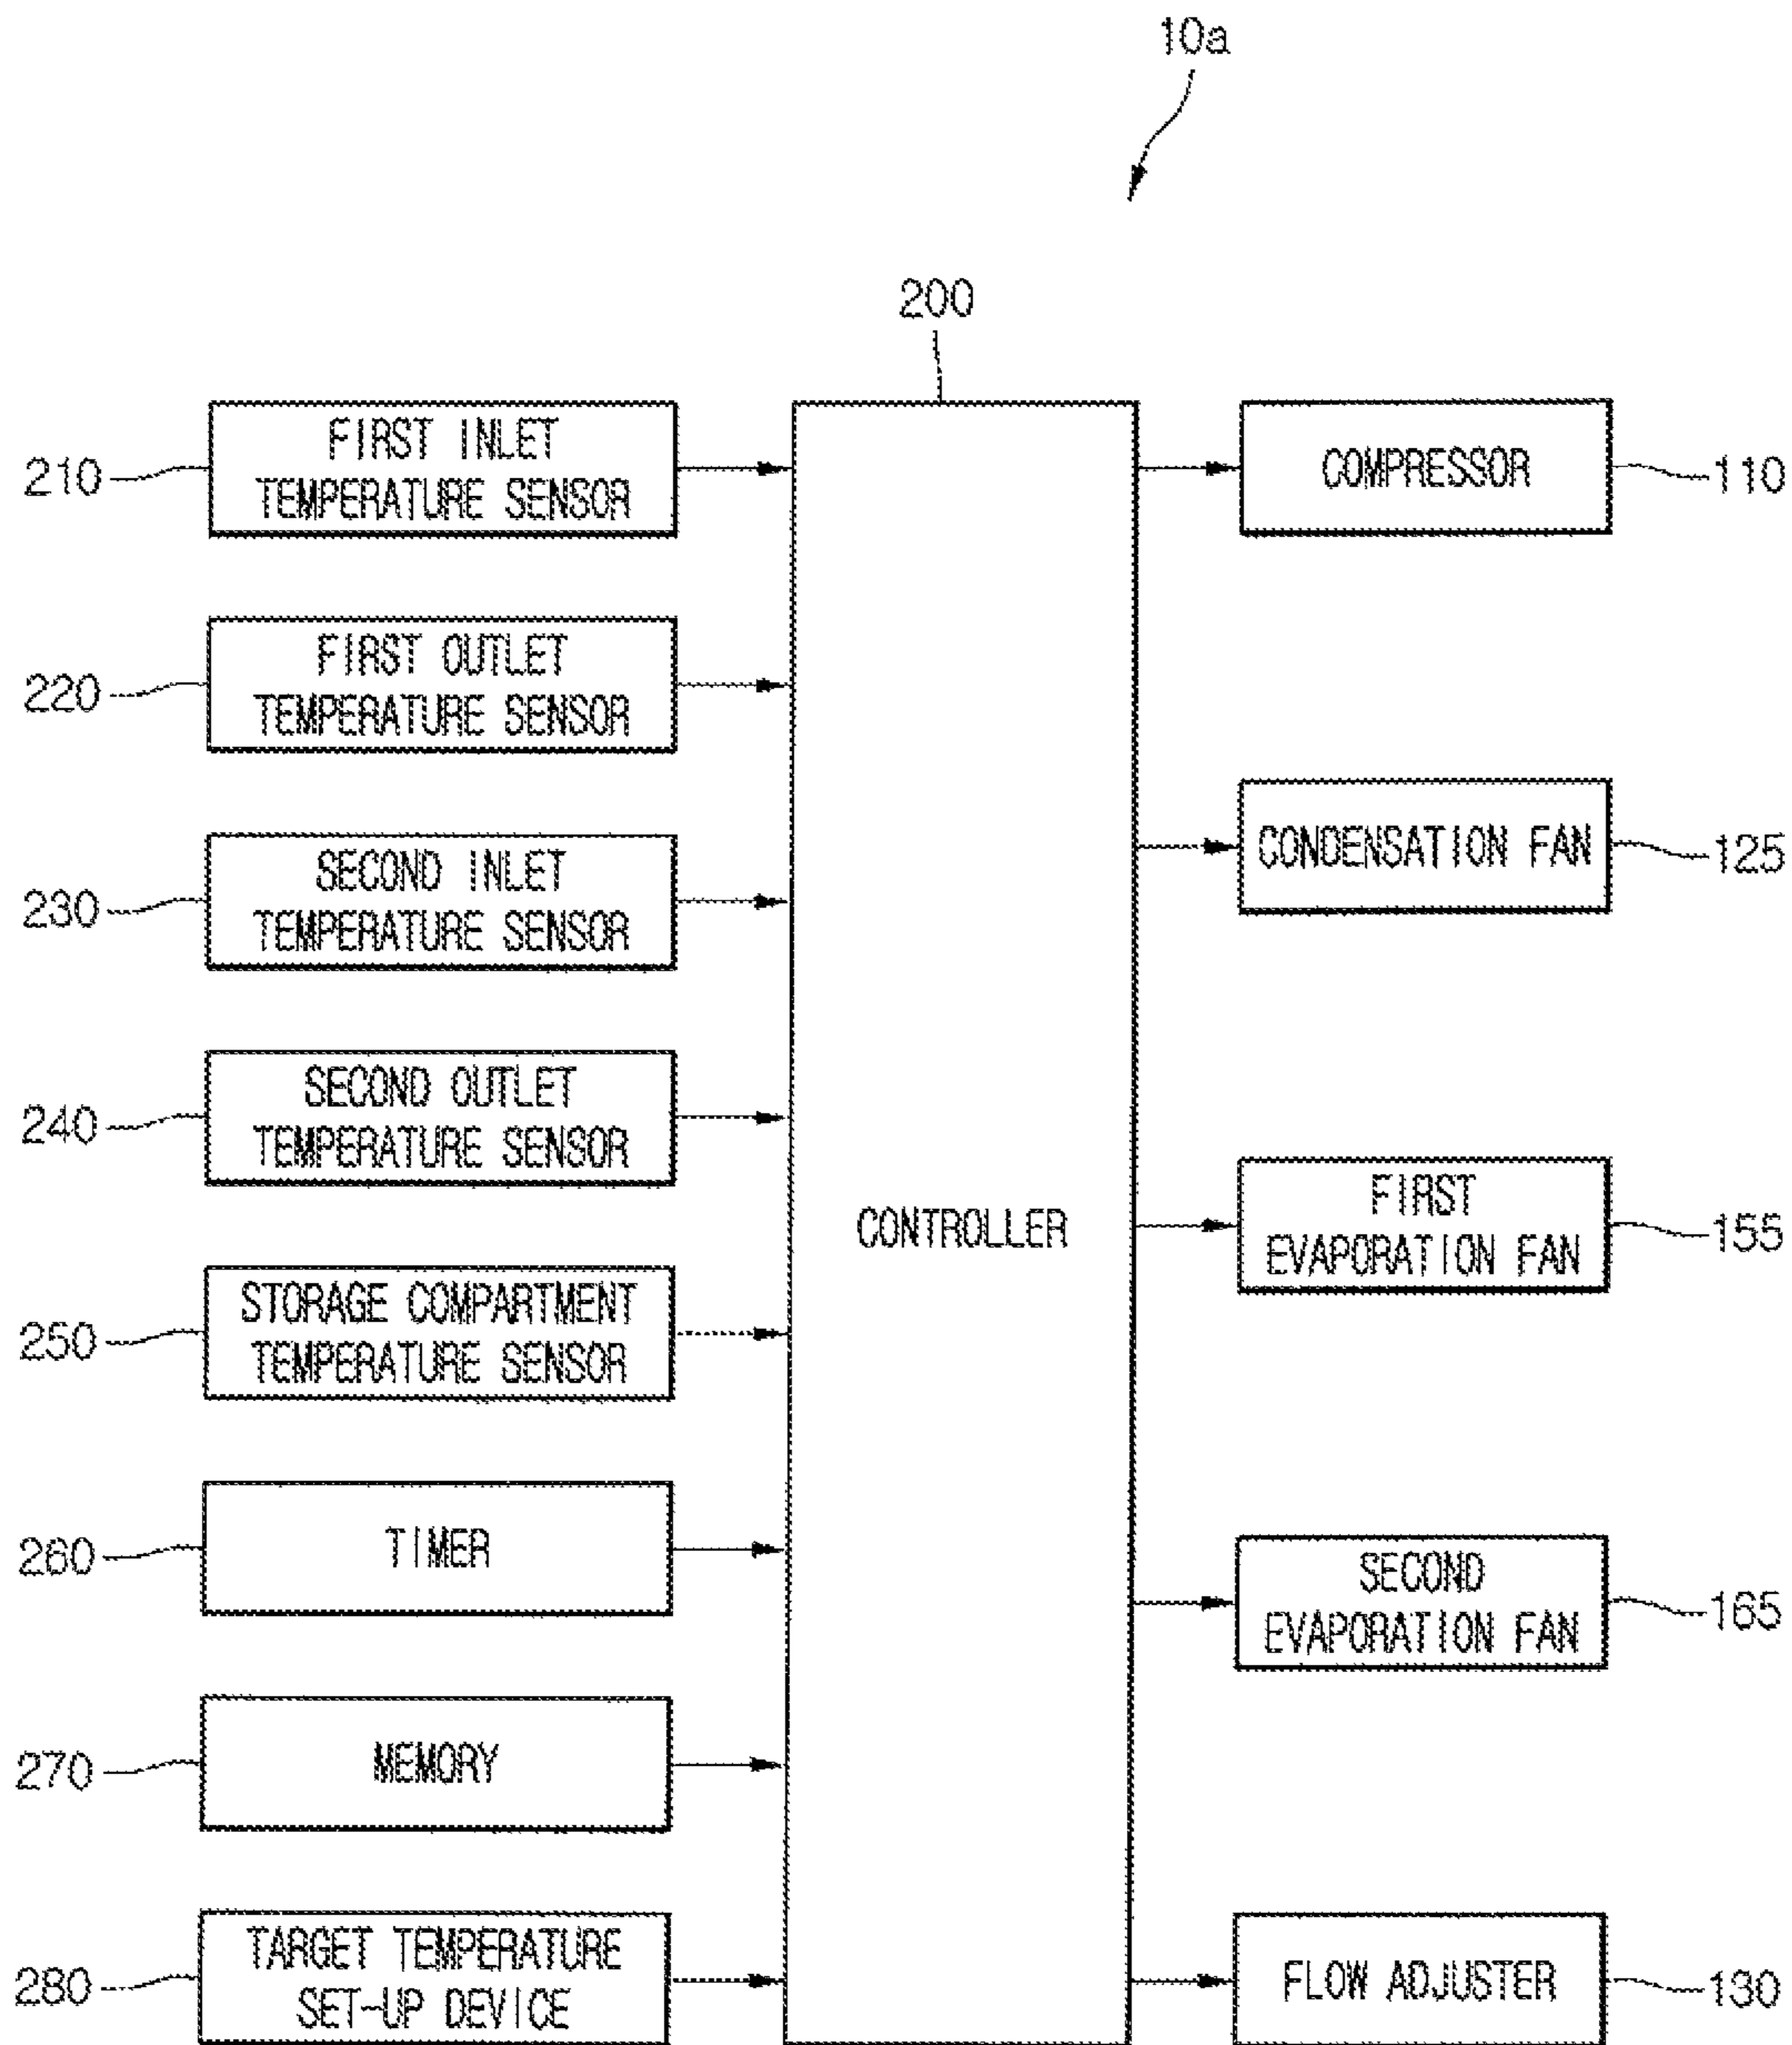 10a
200
210
FIRST INLET
TEMPERATURE SENSOR
220
FIRST OUTLET
TEMPERATURE SENSOR
230
SECOND INLET
TEMPERATURE SENSOR
240
SECOND OUTLET
TEMPERATURE SENSOR
250
STORAGE COMPARTMENT
TEMPERATURE SENSOR
260
TIMER
270
MEMORY
280
TARGET TEMPERATURE
SET-UP DEVICE
CONTROLLER
COMPRESSOR
110
CONDENSATION FAN
125
FIRST
EVAPORATION FAN
155
SECOND
EVAPORATION FAN
165
FLOW ADJUSTER
130